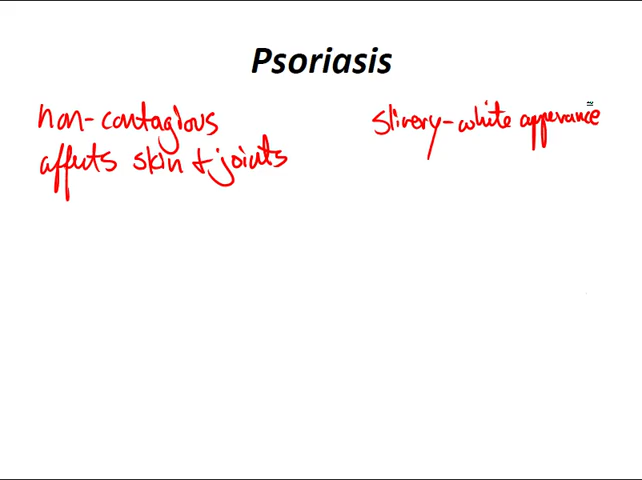 Psoriasis
non-contagious
affects skin + joints
slivery-white apperance